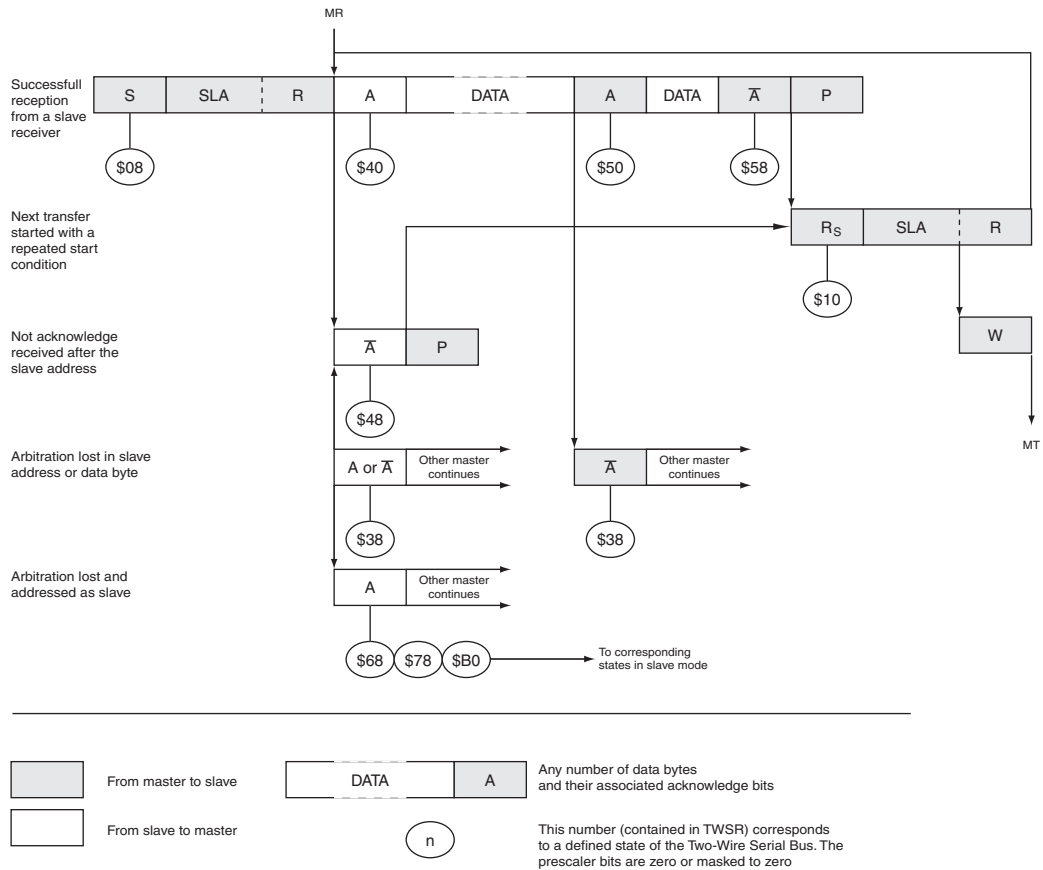 MR
Successfull
reception
from a slave
receiver
S SLA R A DATA A DATA A̅ P
$08 $40 $50 $58
Next transfer
started with a
repeated start
condition
RS SLA R
$10
Not acknowledge
received after the
slave address
A̅ P
W
$48
MT
Arbitration lost in slave
address or data byte
A or A̅
Other master
continues
A̅
Other master
continues
$38 $38
Arbitration lost and
addressed as slave
A
Other master
continues
$68 $78 $B0
To corresponding
states in slave mode
From master to slave
DATA A
Any number of data bytes
and their associated acknowledge bits
From slave to master
n
This number (contained in TWSR) corresponds
to a defined state of the Two-Wire Serial Bus. The
prescaler bits are zero or masked to zero